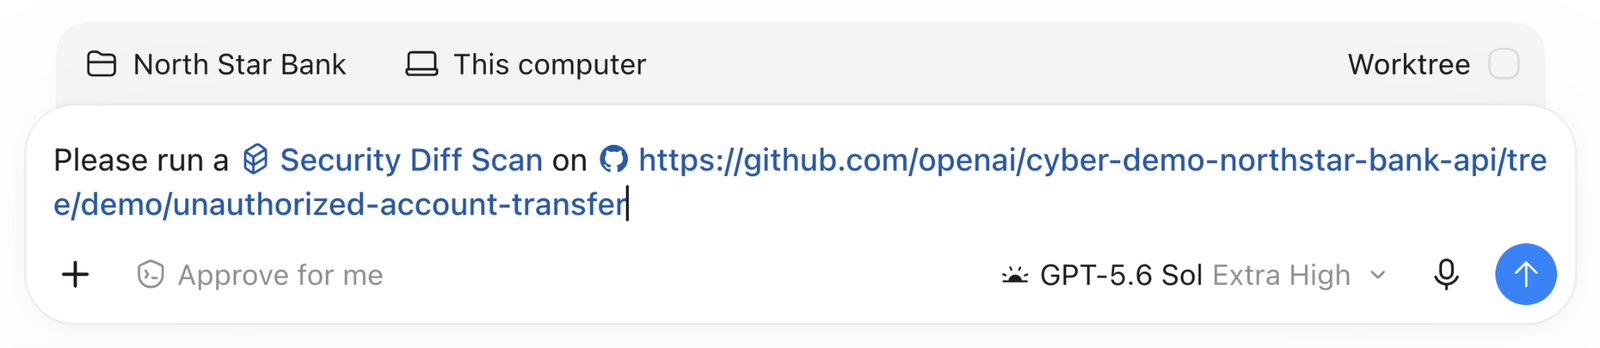 North Star Bank This computer Worktree
Please run a Security Diff Scan on https://github.com/openai/cyber-demo-northstar-bank-api/tre
e/demo/unauthorized-account-transfer
Approve for me GPT-5.6 Sol Extra High